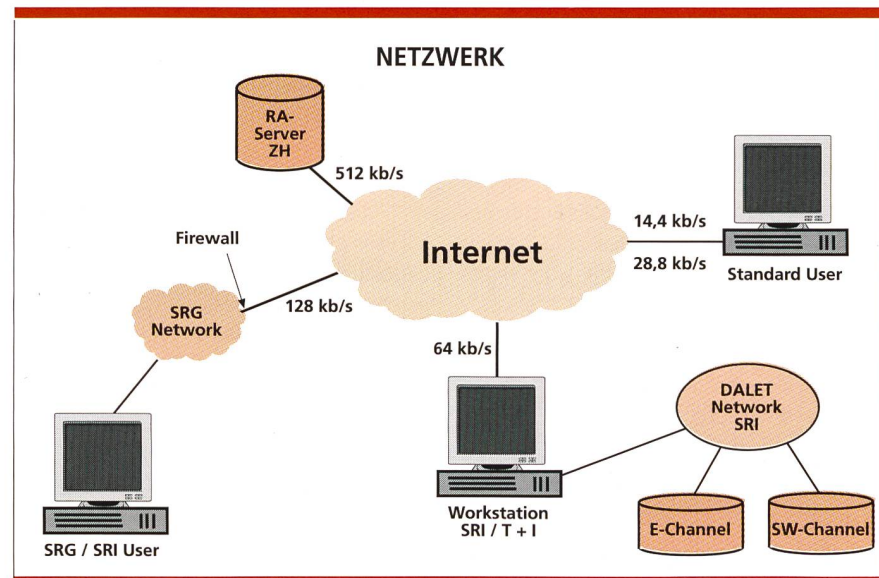 NETZWERK
RA-
Server
ZH
512 kb/s
Internet
14,4 kb/s
28,8 kb/s
Standard User
Firewall
128 kb/s
SRG
Network
64 kb/s
DALET
Network
SRI
Workstation
SRI / T + I
E-Channel
SW-Channel
SRG / SRI User